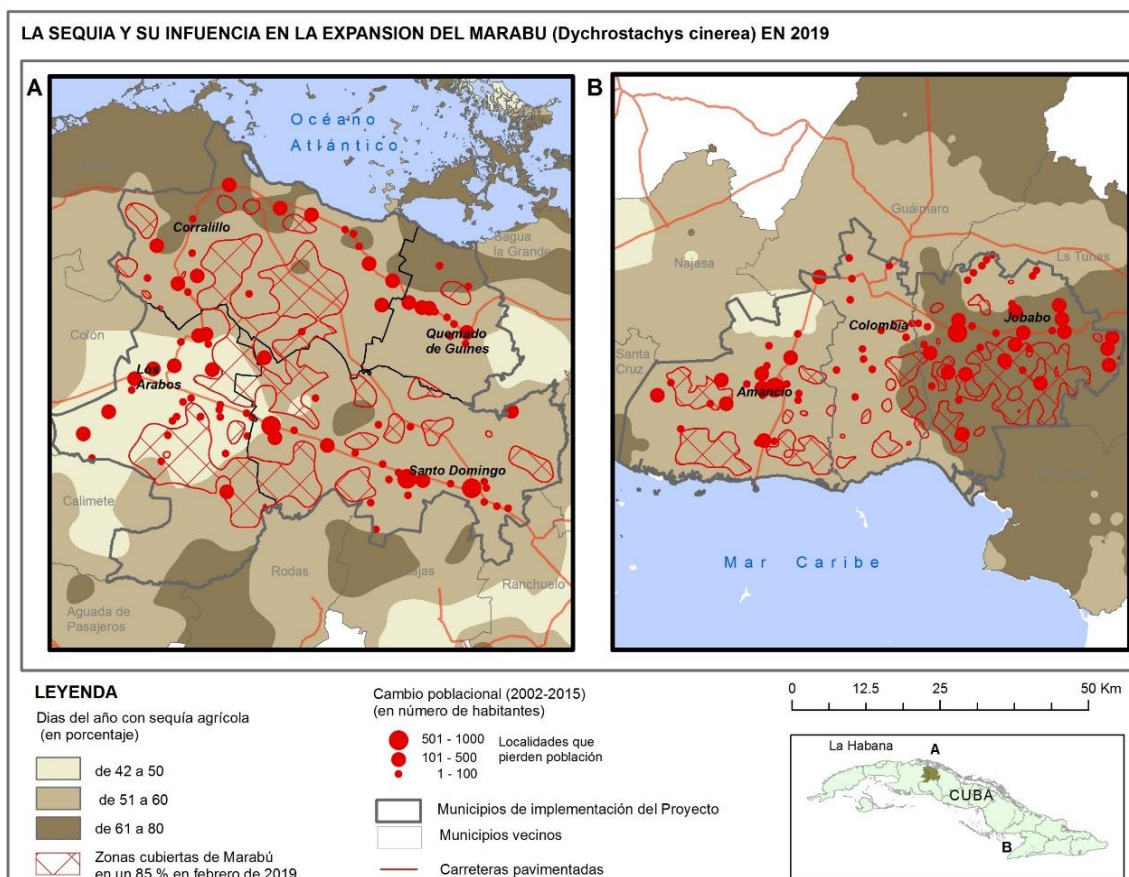 LA SEQUIA Y SU INFUENCIA EN LA EXPANSION DEL MARABU (Dychrostachys cinerea) EN 2019
A
Océano
Atlántico
Corralillo
Sagua
la Grande
Colón
Quemado
de Guines
Los
Arabos
Santo Domingo
Calimete
Rodas
Lajas
Ranchuelo
Aguada de
Pasajeros
B
Guáimaro
Najasa
Ls Tunas
Colombia
Jobabo
Santa
Cruz
Amancio
Mar Caribe
LEYENDA
Dias del año con sequía agrícola
(en porcentaje)
de 42 a 50
de 51 a 60
de 61 a 80
Zonas cubiertas de Marabú
en un 85 % en febrero de 2019
Cambio poblacional (2002-2015)
(en número de habitantes)
501 - 1000
101 - 500
1 - 100
Localidades que
pierden población
Municipios de implementación del Proyecto
Municipios vecinos
Carreteras pavimentadas
0 12.5 25 50 Km
La Habana
A
CUBA
B